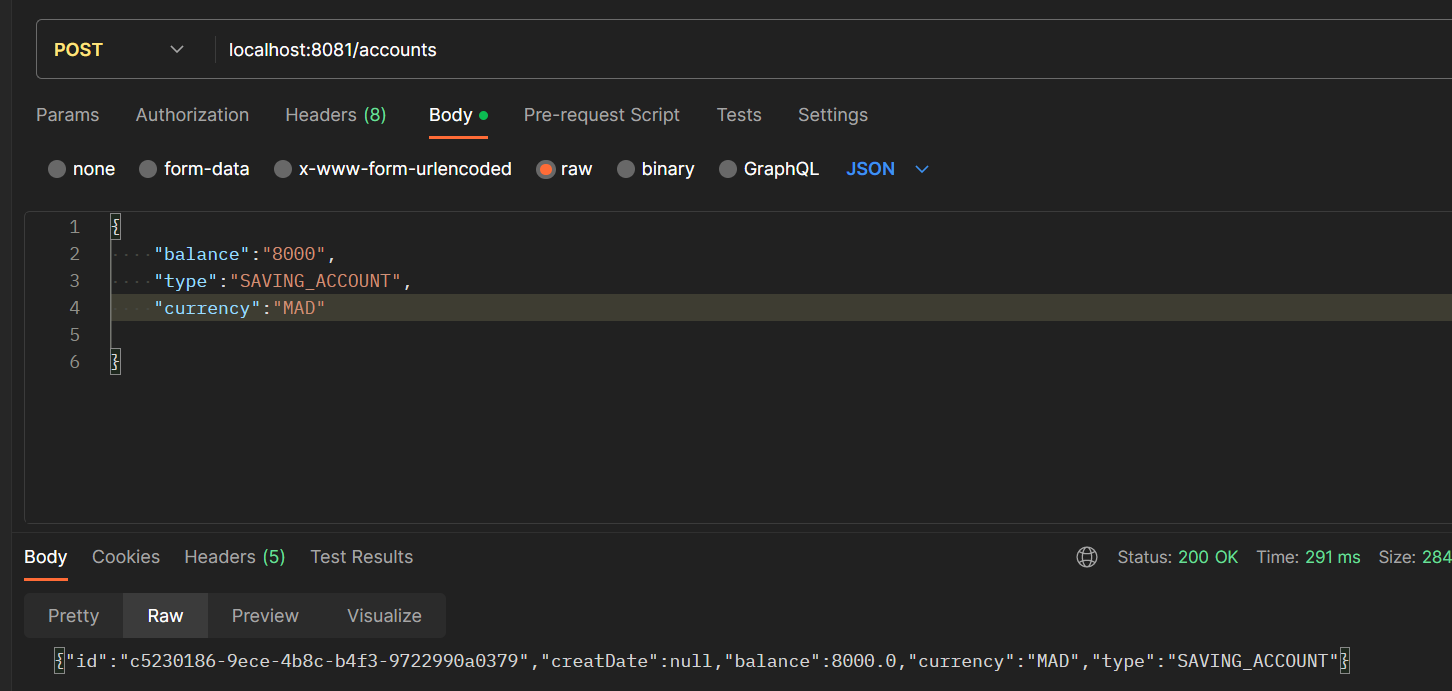 POST localhost:8081/accounts
Params Authorization Headers (8) Body Pre-request Script Tests Settings
none form-data x-www-form-urlencoded raw binary GraphQL JSON
1 {
2 "balance":"8000",
3 "type":"SAVING_ACCOUNT",
4 "currency":"MAD"
5
6 }
Body Cookies Headers (5) Test Results Status: 200 OK Time: 291 ms Size: 284
Pretty Raw Preview Visualize
{"id":"c5230186-9ece-4b8c-b4f3-9722990a0379","creatDate":null,"balance":8000.0,"currency":"MAD","type":"SAVING_ACCOUNT"}